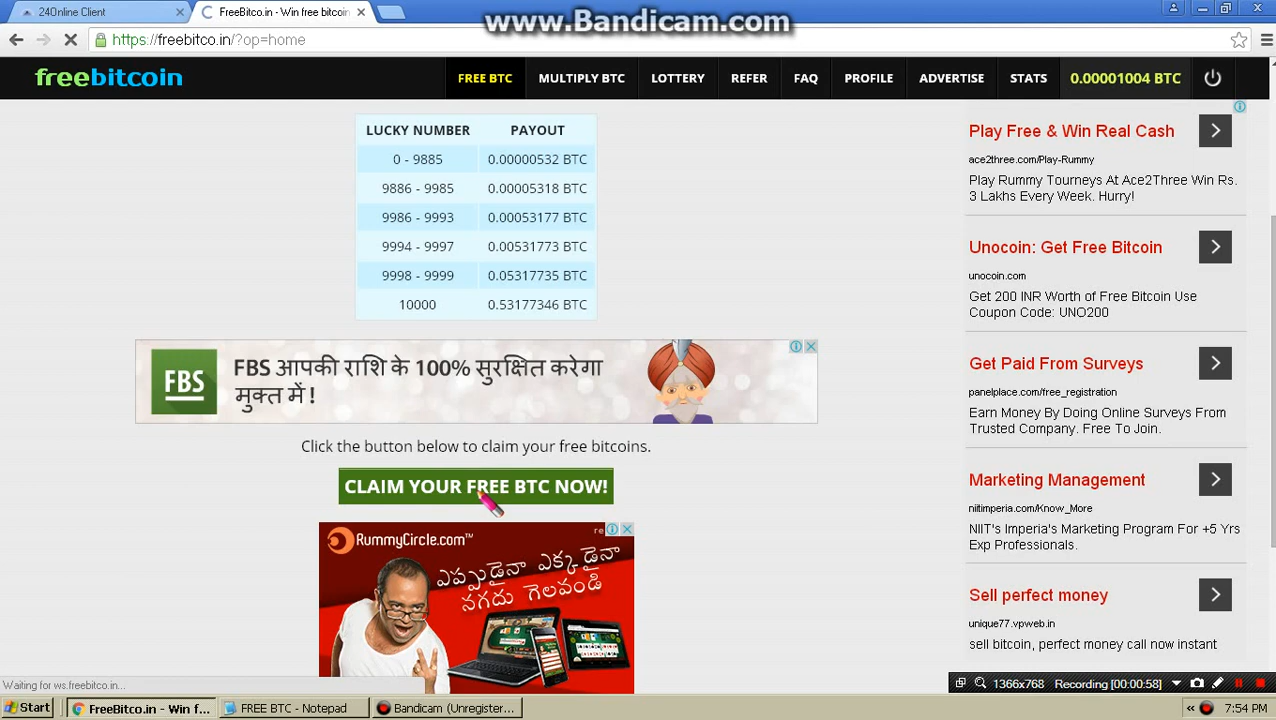 www.Bandicam.com
24Online Client
FreeBitco.in - Win free bitcoin
https://freebitco.in/?op=home
freebitcoin
FREE BTC MULTIPLY BTC LOTTERY REFER FAQ PROFILE ADVERTISE STATS 0.00001004 BTC
LUCKY NUMBER PAYOUT
0 - 9885 0.00000532 BTC
9886 - 9985 0.00005318 BTC
9986 - 9993 0.00053177 BTC
9994 - 9997 0.00531773 BTC
9998 - 9999 0.05317735 BTC
10000 0.53177346 BTC
FBS
FBS आपकी राशि के 100% सुरक्षित करेगा
मुक्त में !
Click the button below to claim your free bitcoins.
CLAIM YOUR FREE BTC NOW!
re
RummyCircle.com™
ఎప్పుడైనా ఎక్కడైనా
నగదు గెలవండి
Play Free & Win Real Cash
ace2three.com/Play-Rummy
Play Rummy Tourneys At Ace2Three Win Rs.
3 Lakhs Every Week. Hurry!
Unocoin: Get Free Bitcoin
unocoin.com
Get 200 INR Worth of Free Bitcoin Use
Coupon Code: UNO200
Get Paid From Surveys
panelplace.com/free_registration
Earn Money By Doing Online Surveys From
Trusted Company. Free To Join.
Marketing Management
niitimperia.com/Know_More
NIIT's Imperia's Marketing Program For +5 Yrs
Exp Professionals.
Sell perfect money
unique77.vpweb.in
sell bitcoin, perfect money call now instant
Waiting for ws.freebitco.in...
1366x768 Recording [00:00:58]
Start FreeBitco.in - Win f... FREE BTC - Notepad Bandicam (Unregister... « 7:54 PM